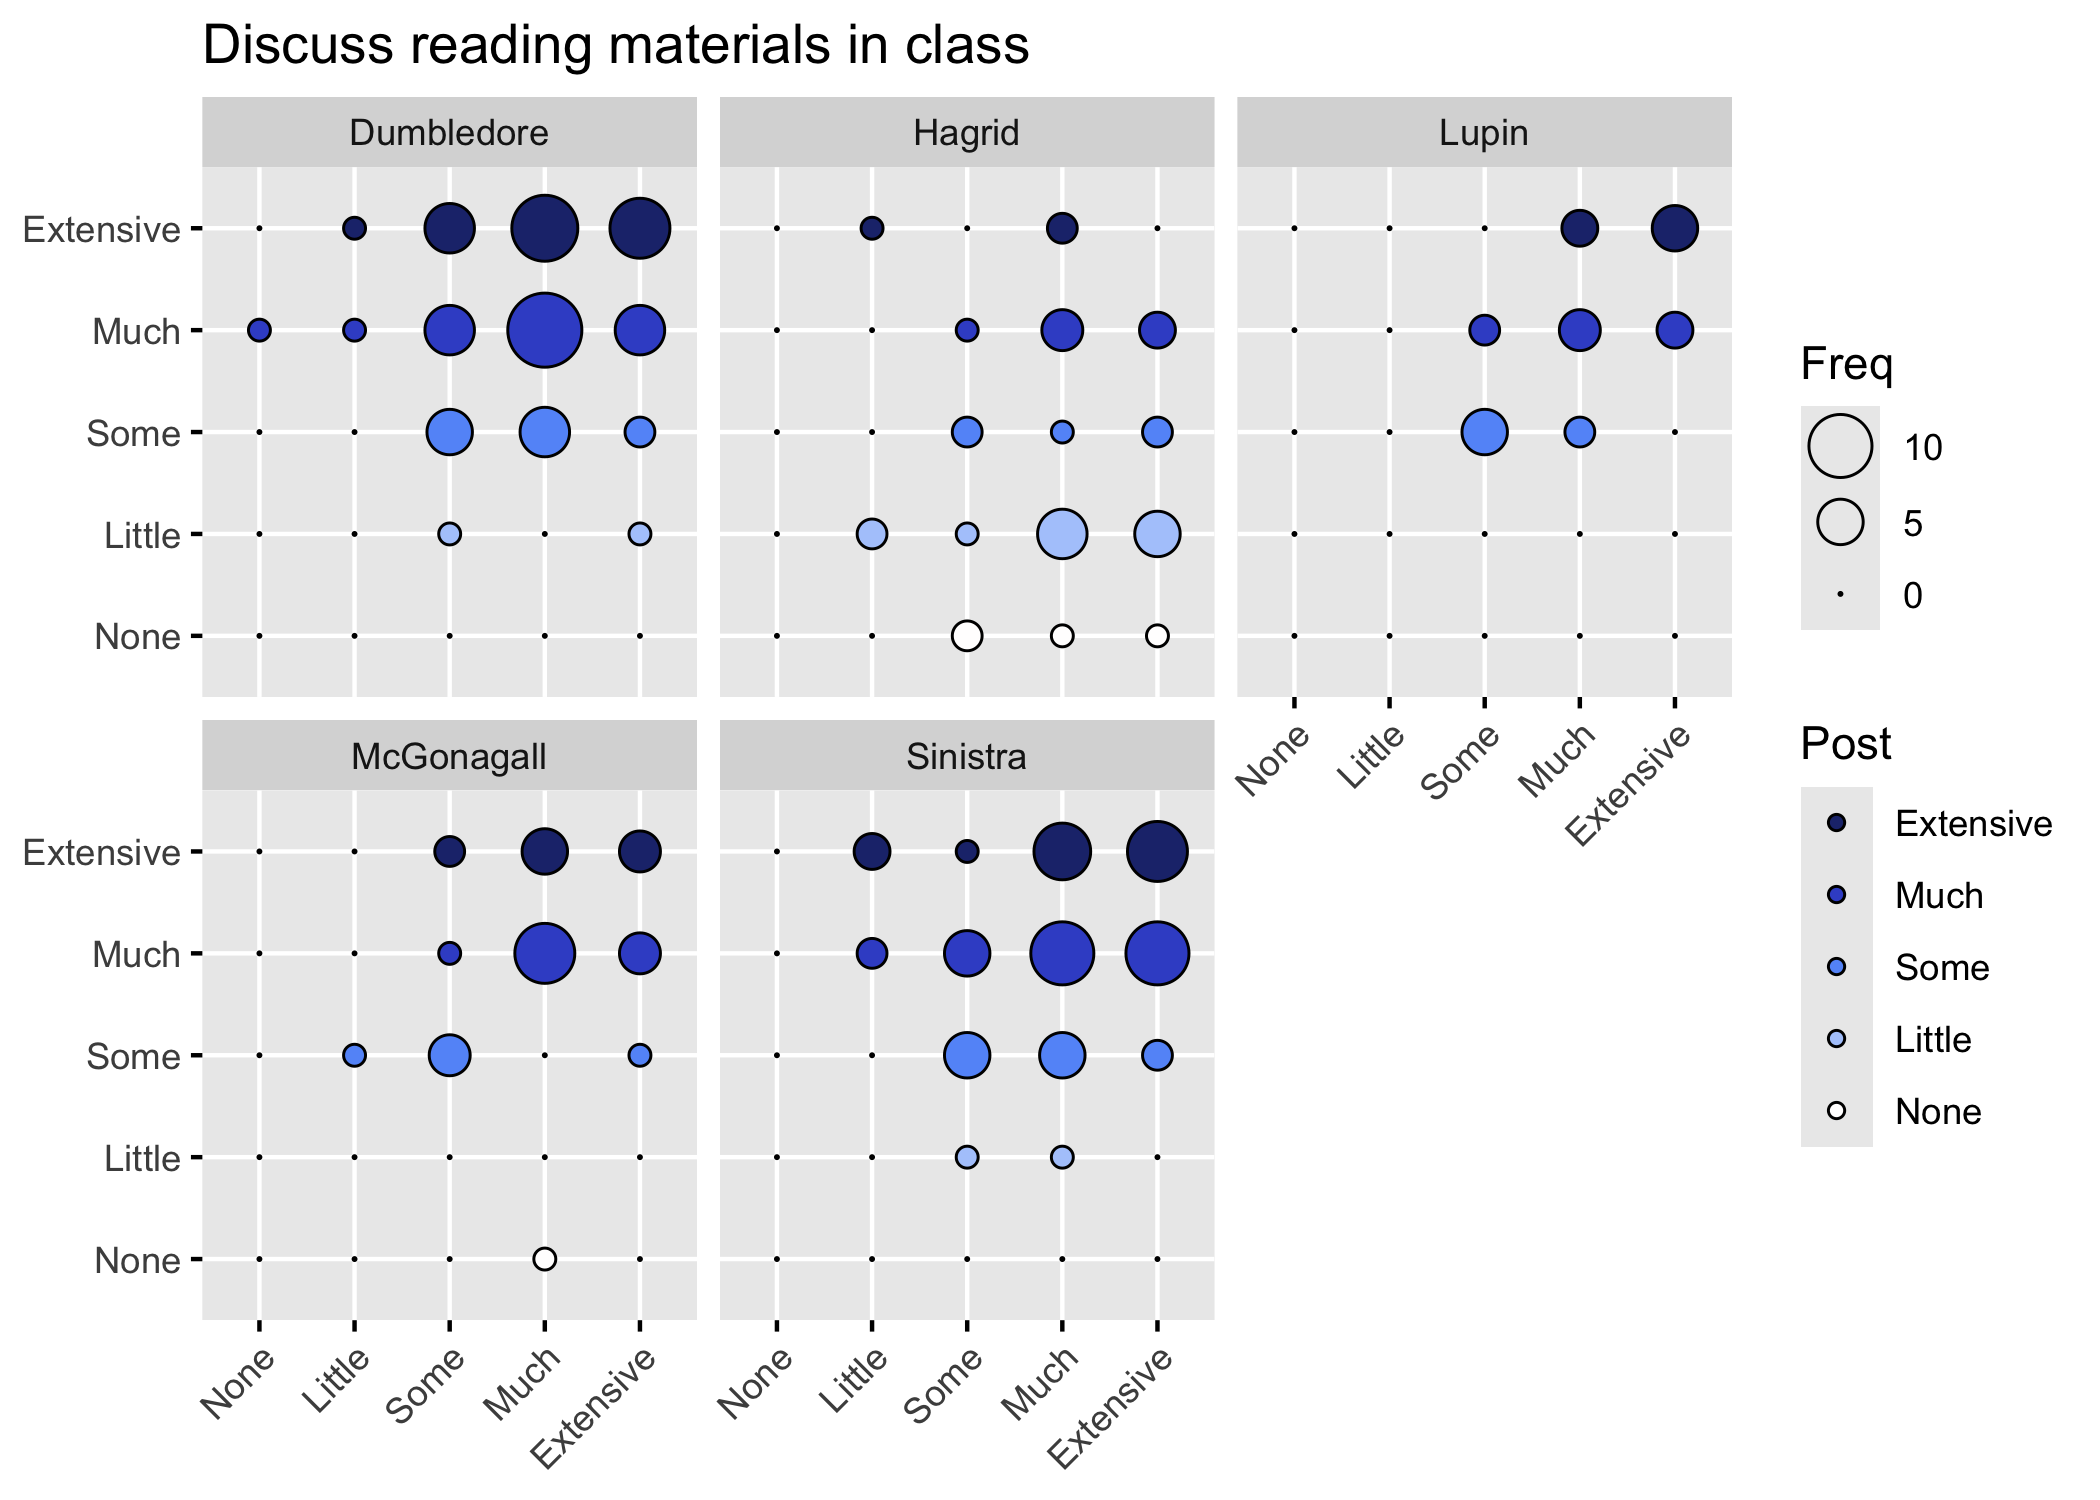 Discuss reading materials in class
Dumbledore
Hagrid
Lupin
Extensive
Much
Some
Little
None
None
Little
Some
Much
Extensive
McGonagall
Sinistra
Extensive
Much
Some
Little
None
None
Little
Some
Much
Extensive
None
Little
Some
Much
Extensive
Freq
10
5
0
Post
Extensive
Much
Some
Little
None